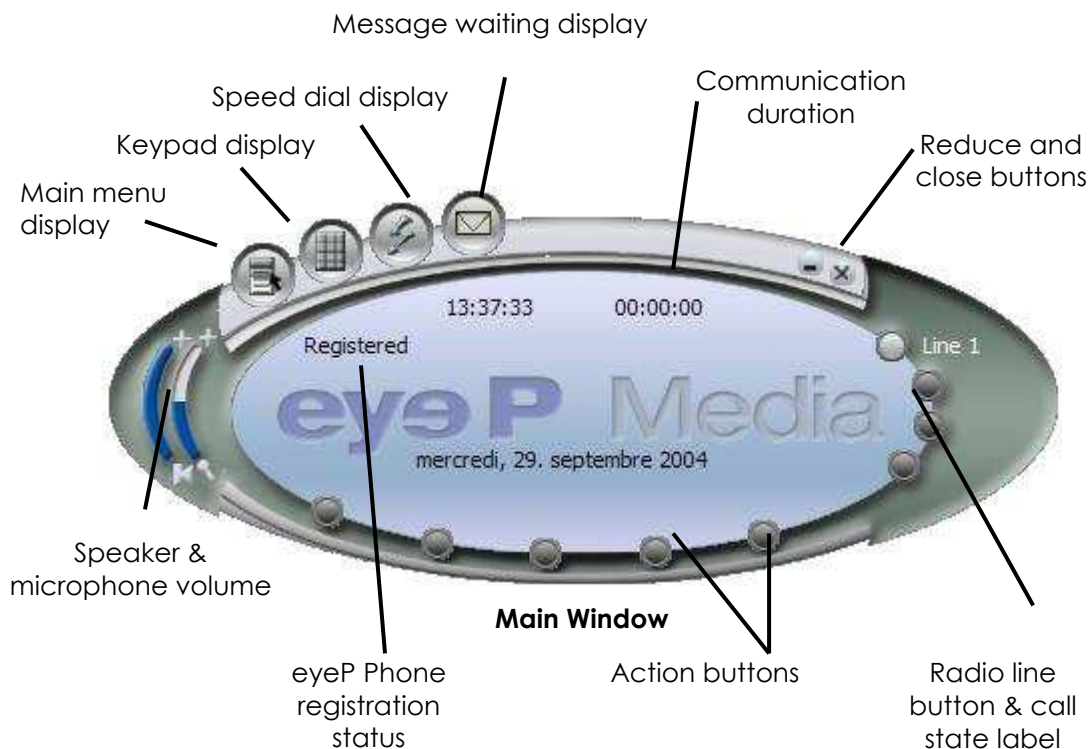 Message waiting display
Communication
duration
Speed dial display
Keypad display
Reduce and
close buttons
Main menu
display
13:37:33 00:00:00
Registered
Line 1
eyeP Media
mercredi, 29. septembre 2004
Speaker &
microphone volume
Main Window
eyeP Phone
registration
status
Action buttons
Radio line
button & call
state label